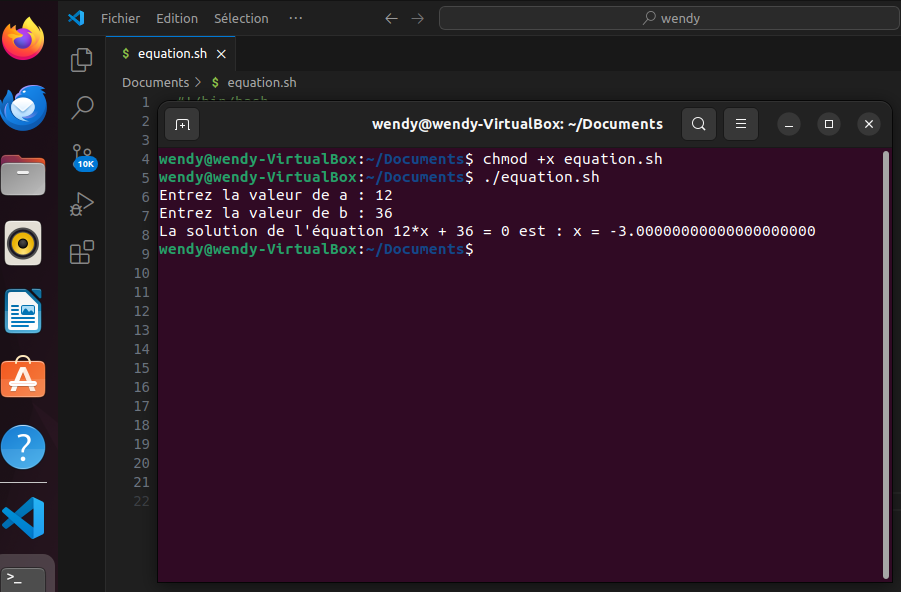 Fichier Edition Sélection ··· wendy
$ equation.sh
Documents > $ equation.sh
1 #!/bin/bash
2
3
4
5
6
7
8
9
10
11
12
13
14
15
16
17
18
19
20
21
22
10K
wendy@wendy-VirtualBox: ~/Documents
wendy@wendy-VirtualBox:~/Documents$ chmod +x equation.sh
wendy@wendy-VirtualBox:~/Documents$ ./equation.sh
Entrez la valeur de a : 12
Entrez la valeur de b : 36
La solution de l'équation 12*x + 36 = 0 est : x = -3.00000000000000000000
wendy@wendy-VirtualBox:~/Documents$